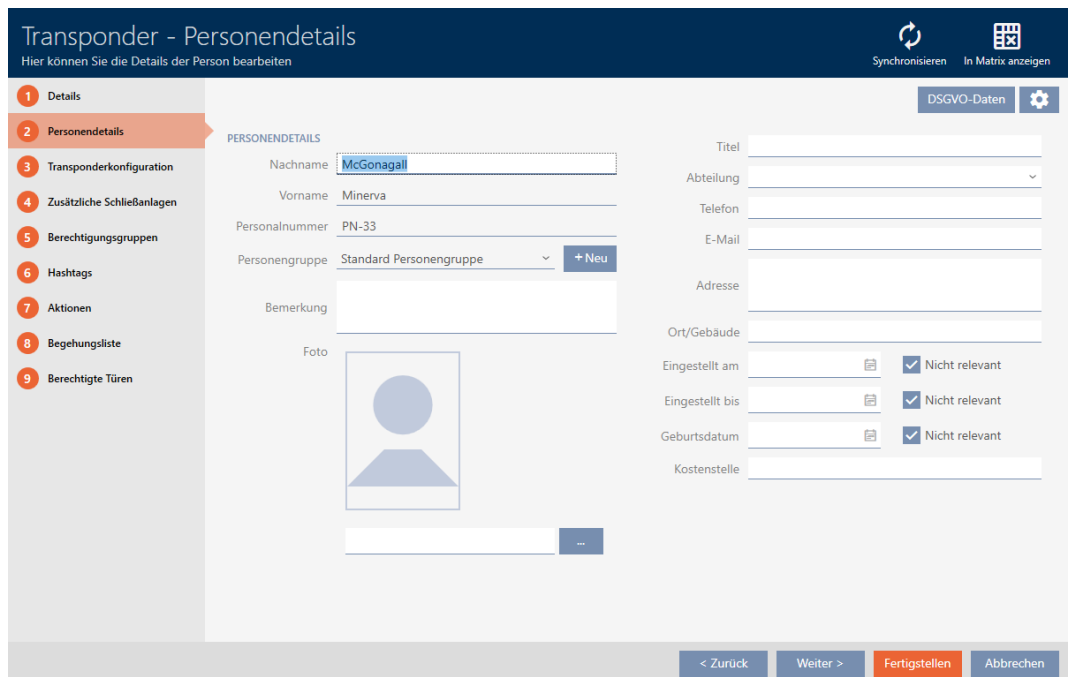 Transponder - Personendetails
Hier können Sie die Details der Person bearbeiten
Synchronisieren
In Matrix anzeigen
1 Details
2 Personendetails
3 Transponderkonfiguration
4 Zusätzliche Schließanlagen
5 Berechtigungsgruppen
6 Hashtags
7 Aktionen
8 Begehungsliste
9 Berechtigte Türen
DSGVO-Daten
PERSONENDETAILS
Nachname McGonagall
Vorname Minerva
Personalnummer PN-33
Personengruppe Standard Personengruppe + Neu
Bemerkung
Foto
...
Titel
Abteilung
Telefon
E-Mail
Adresse
Ort/Gebäude
Eingestellt am Nicht relevant
Eingestellt bis Nicht relevant
Geburtsdatum Nicht relevant
Kostenstelle
< Zurück
Weiter >
Fertigstellen
Abbrechen